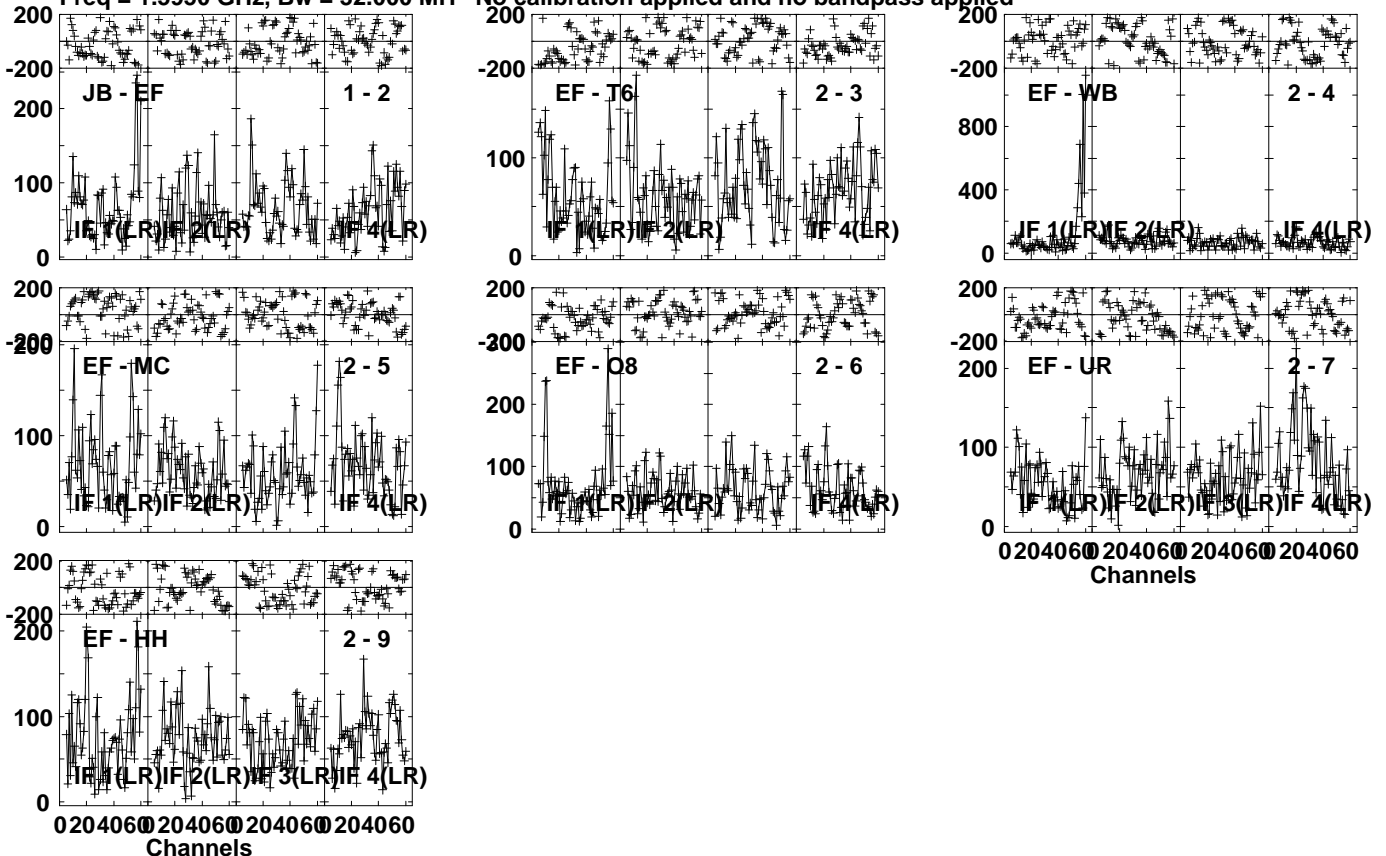 No calibration applied and no bandpass applied
200
-200
JB - EF 1 - 2
200
100
0
IF 1(LR) IF 2(LR) IF 4(LR)
200
-200
EF - T6 2 - 3
100
0
IF 1(LR) IF 2(LR) IF 4(LR)
200
-200
EF - WB 2 - 4
800
400
0
IF 1(LR) IF 2(LR) IF 4(LR)
200
-200
200
EF - MC 2 - 5
100
0
IF 1(LR) IF 2(LR) IF 4(LR)
200
-200
300
EF - O8 2 - 6
200
100
0
IF 1(LR) IF 2(LR) IF 4(LR)
200
-200
EF - UR 2 - 7
200
100
0
IF 1(LR) IF 2(LR) IF 3(LR) IF 4(LR)
0 20 40 60 0 20 40 60 0 20 40 60 0 20 40 60
Channels
200
-200
200
EF - HH 2 - 9
100
0
IF 1(LR) IF 2(LR) IF 3(LR) IF 4(LR)
0 20 40 60 0 20 40 60 0 20 40 60 0 20 40 60
Channels